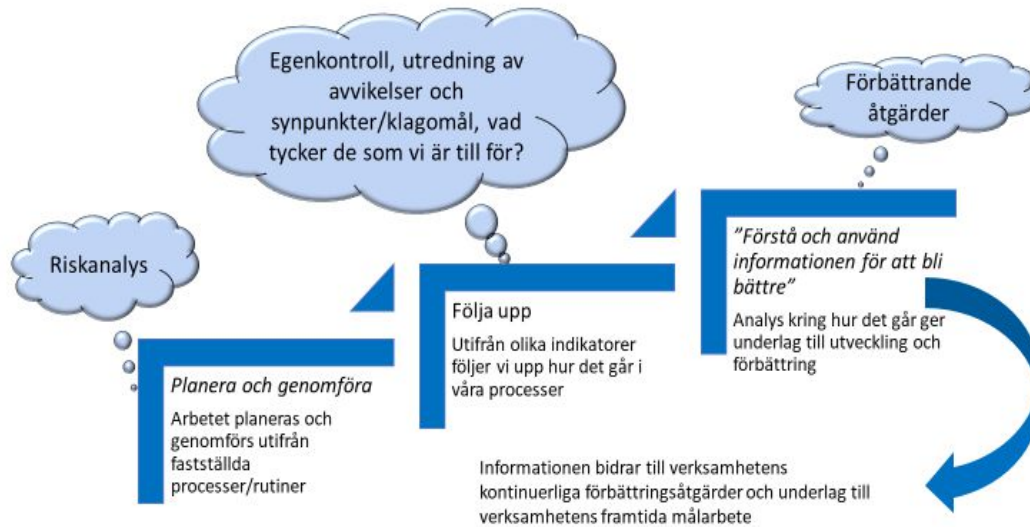 Egenkontroll, utredning av
avvikelser och
synpunkter/klagomål, vad
tycker de som vi är till för?
Förbättrande
åtgärder
Riskanalys
Planera och genomföra
Arbetet planeras och
genomförs utifrån
fastställda
processer/rutiner
Följa upp
Utifrån olika indikatorer
följer vi upp hur det går i
våra processer
”Förstå och använd
informationen för att bli
bättre”
Analys kring hur det går ger
underlag till utveckling och
förbättring
Informationen bidrar till verksamhetens
kontinuerliga förbättringsåtgärder och underlag till
verksamhetens framtida målarbete